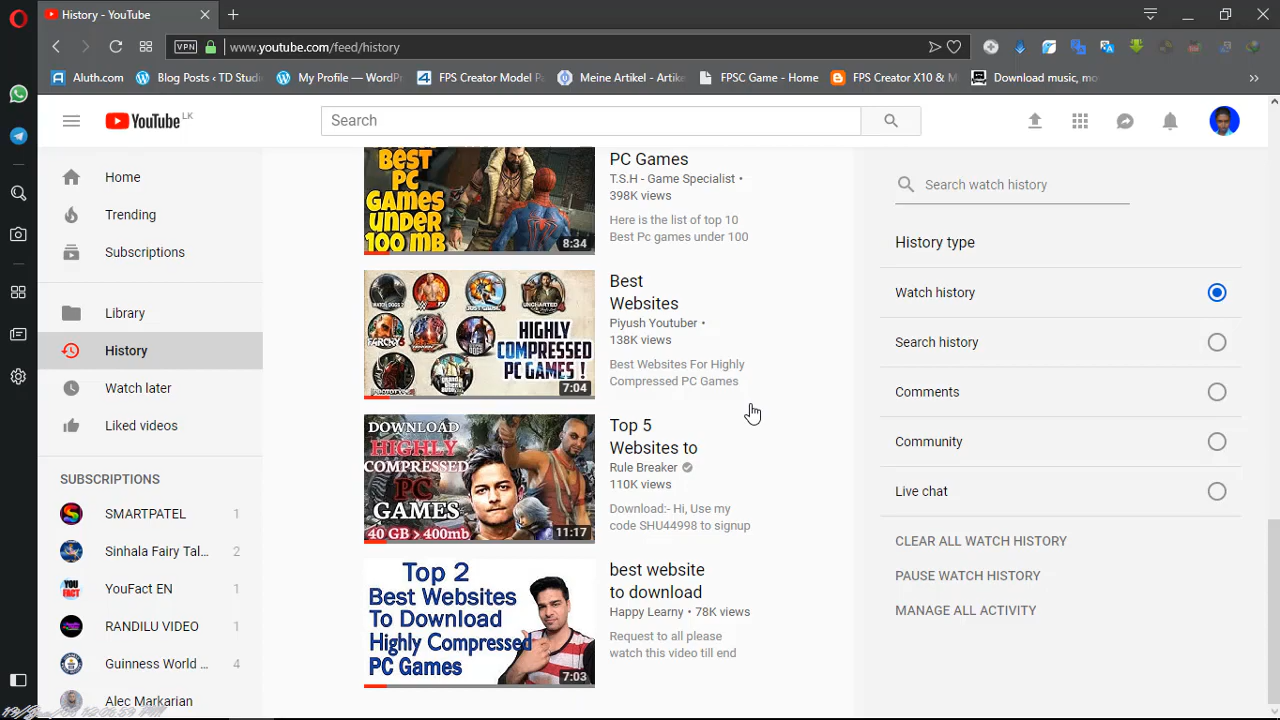 History - YouTube
VPN
www.youtube.com/feed/history
Aluth.com
Blog Posts ‹ TD Studi
My Profile — WordPr
FPS Creator Model P
Meine Artikel - Artike
FPSC Game - Home
FPS Creator X10 & M
Download music, mo
YouTube LK
Search
Home
Trending
Subscriptions
Library
History
Watch later
Liked videos
SUBSCRIPTIONS
SMARTPATEL 1
Sinhala Fairy Tal... 2
YOU
FACT
YouFact EN 1
RANDILU VIDEO 1
Guinness World ... 4
Alec Markarian
BEST
PC
GAMES
UNDER
100 MB
8:34
PC Games
T.S.H - Game Specialist •
398K views
Here is the list of top 10
Best Pc games under 100
HIGHLY
COMPRESSED
PC GAMES !
7:04
Best
Websites
Piyush Youtuber •
138K views
Best Websites For Highly
Compressed PC Games
DOWNLOAD
HIGHLY
COMPRESSED
PC
GAMES
40 GB > 400mb
11:17
Top 5
Websites to
Rule Breaker
110K views
Download:- Hi, Use my
code SHU44998 to signup
Top 2
Best Websites
To Download
Highly Compressed
PC Games
7:03
best website
to download
Happy Learny • 78K views
Request to all please
watch this video till end
Search watch history
History type
Watch history
Search history
Comments
Community
Live chat
CLEAR ALL WATCH HISTORY
PAUSE WATCH HISTORY
MANAGE ALL ACTIVITY